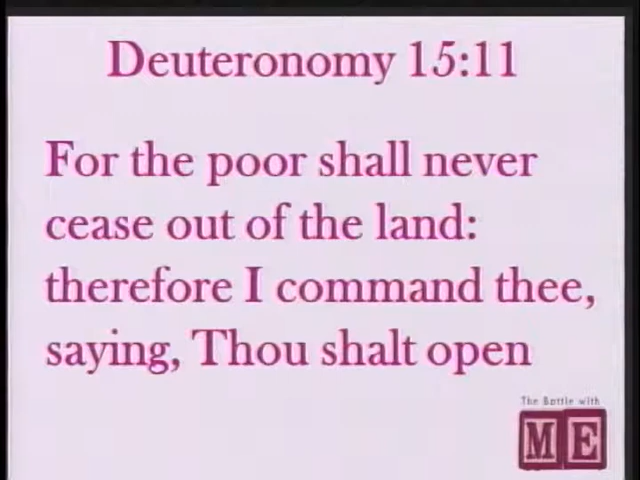 Deuteronomy 15:11
For the poor shall never
cease out of the land:
therefore I command thee,
saying, Thou shalt open
The Battle with
ME